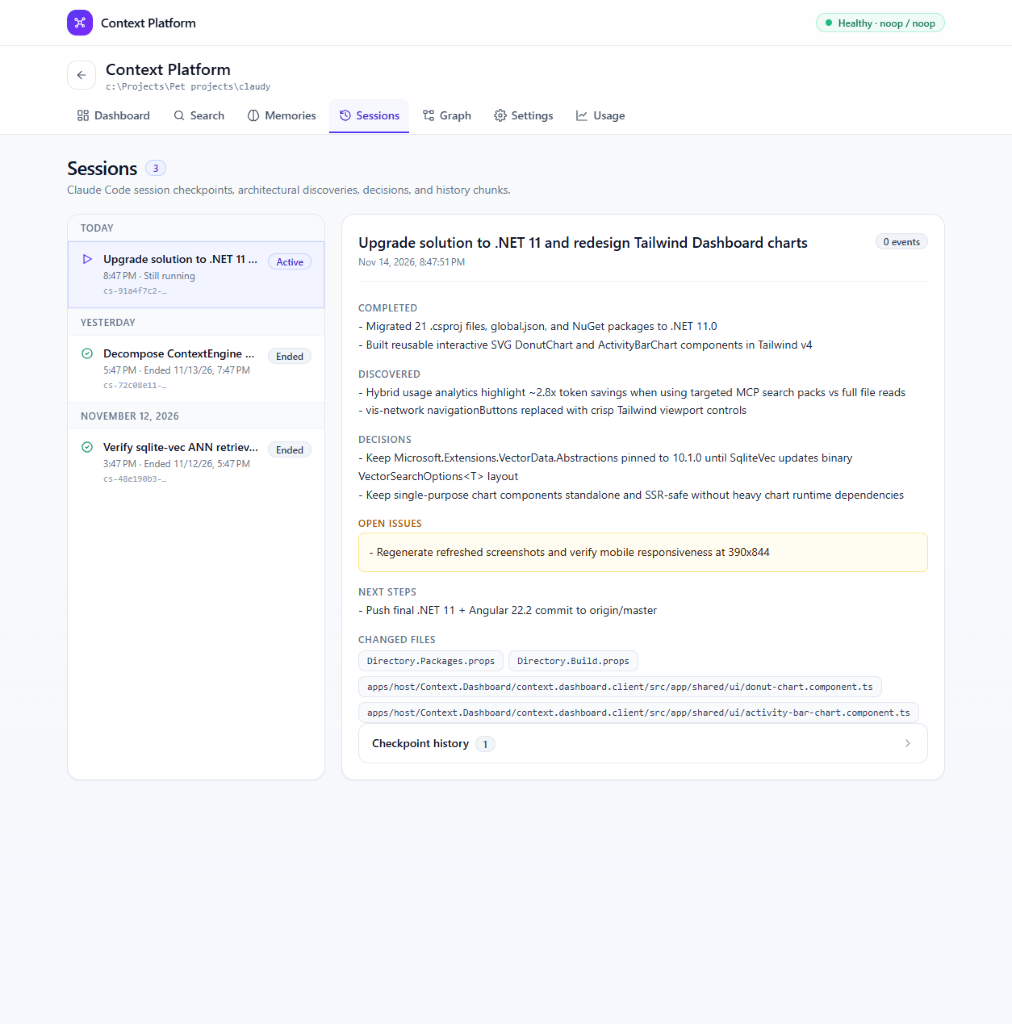 Context Platform
Healthy · noop / noop
Context Platform
c:\Projects\Pet projects\claudy
Dashboard
Search
Memories
Sessions
Graph
Settings
Usage
Sessions 3
Claude Code session checkpoints, architectural discoveries, decisions, and history chunks.
TODAY
Upgrade solution to .NET 11 ...
Active
8:47 PM · Still running
cs-91a4f7c2-…
YESTERDAY
Decompose ContextEngine ...
Ended
5:47 PM · Ended 11/13/26, 7:47 PM
cs-72c08e11-…
NOVEMBER 12, 2026
Verify sqlite-vec ANN retriev...
Ended
3:47 PM · Ended 11/12/26, 5:47 PM
cs-48e190b3-…
Upgrade solution to .NET 11 and redesign Tailwind Dashboard charts
0 events
Nov 14, 2026, 8:47:51 PM
COMPLETED
- Migrated 21 .csproj files, global.json, and NuGet packages to .NET 11.0
- Built reusable interactive SVG DonutChart and ActivityBarChart components in Tailwind v4
DISCOVERED
- Hybrid usage analytics highlight ~2.8x token savings when using targeted MCP search packs vs full file reads
- vis-network navigationButtons replaced with crisp Tailwind viewport controls
DECISIONS
- Keep Microsoft.Extensions.VectorData.Abstractions pinned to 10.1.0 until SqliteVec updates binary
VectorSearchOptions<T> layout
- Keep single-purpose chart components standalone and SSR-safe without heavy chart runtime dependencies
OPEN ISSUES
- Regenerate refreshed screenshots and verify mobile responsiveness at 390x844
NEXT STEPS
- Push final .NET 11 + Angular 22.2 commit to origin/master
CHANGED FILES
Directory.Packages.props
Directory.Build.props
apps/host/Context.Dashboard/context.dashboard.client/src/app/shared/ui/donut-chart.component.ts
apps/host/Context.Dashboard/context.dashboard.client/src/app/shared/ui/activity-bar-chart.component.ts
Checkpoint history 1